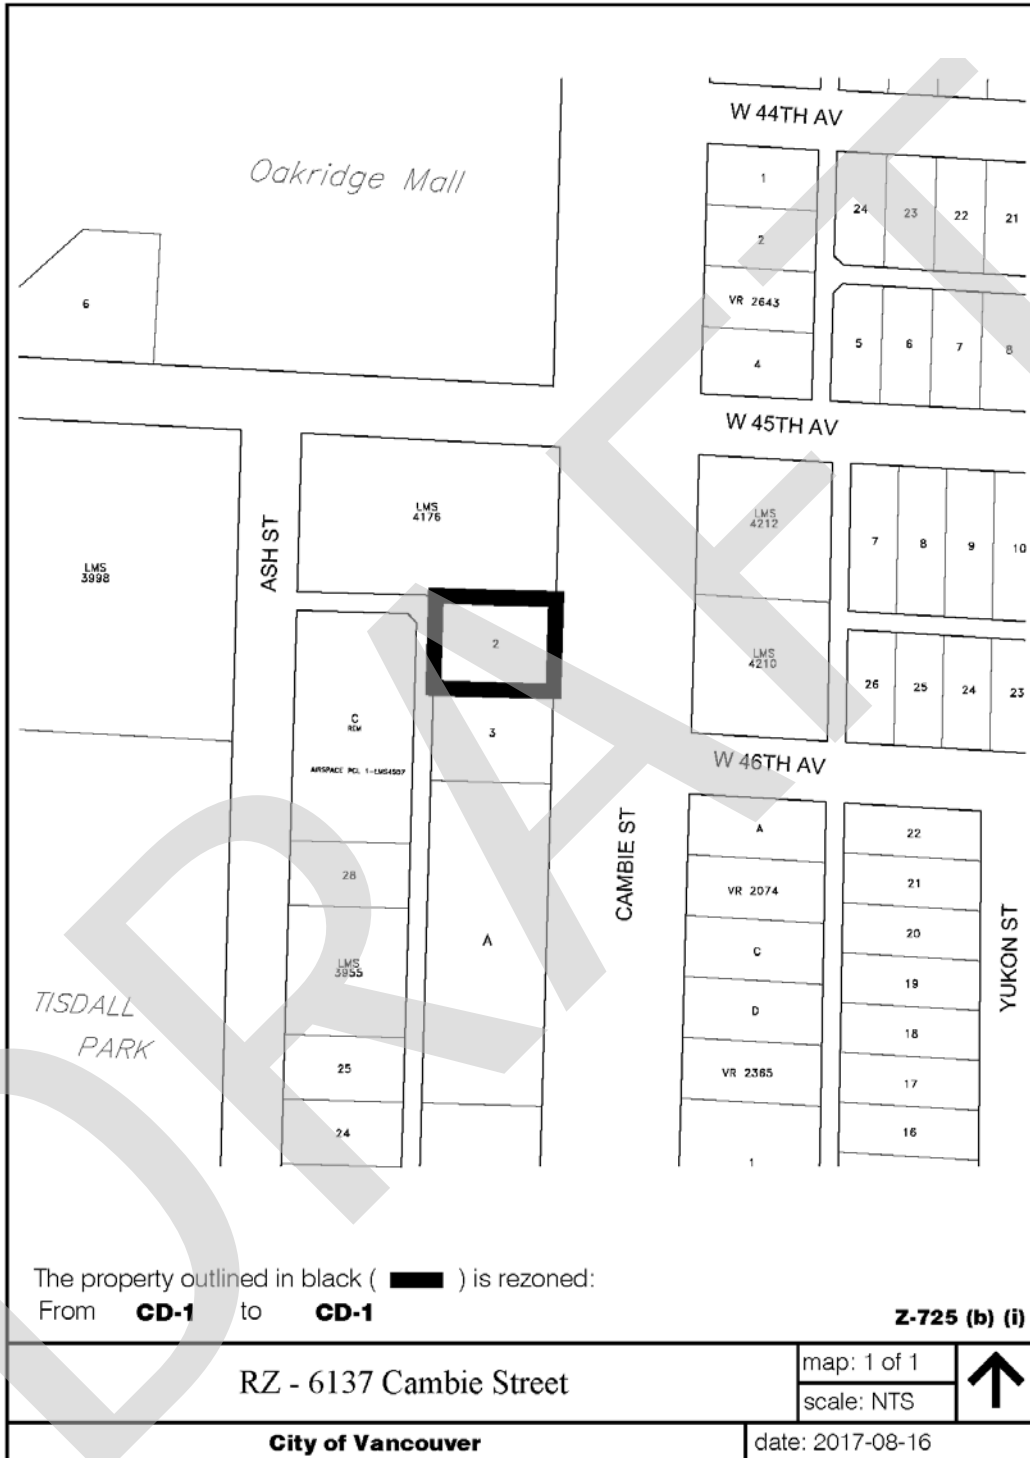 W 44TH AV
Oakridge Mall
1
24
23
22
21
2
6
VR 2643
5
6
7
8
4
W 45TH AV
LMS
4176
LMS
4212
7
8
9
10
ASH ST
LMS
3998
2
LMS
4210
26
25
24
23
C
REM
3
AIRSPACE PCL 1-LMS4507
W 46TH AV
A
22
CAMBIE ST
28
VR 2074
21
A
C
20
YUKON ST
LMS
3955
19
TISDALL
PARK
D
18
25
VR 2365
17
24
16
1
DRAFT
The property outlined in black ( ) is rezoned:
From CD-1 to CD-1
Z-725 (b) (i)
RZ - 6137 Cambie Street
map: 1 of 1
scale: NTS
City of Vancouver
date: 2017-08-16